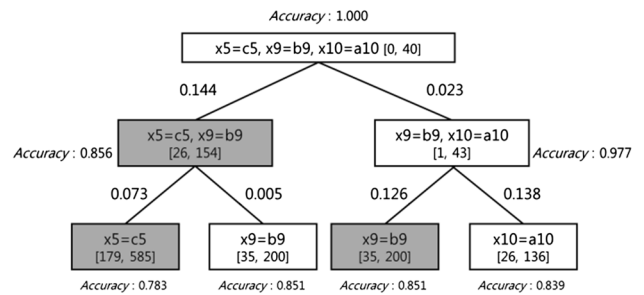 Accuracy : 1.000
x5=c5, x9=b9, x10=a10 [0, 40]
0.144
0.023
Accuracy : 0.856
x5=c5, x9=b9
[26, 154]
x9=b9, x10=a10
[1, 43]
Accuracy : 0.977
0.073
0.005
0.126
0.138
x5=c5
[179, 585]
x9=b9
[35, 200]
x9=b9
[35, 200]
x10=a10
[26, 136]
Accuracy : 0.783
Accuracy : 0.851
Accuracy : 0.851
Accuracy : 0.839